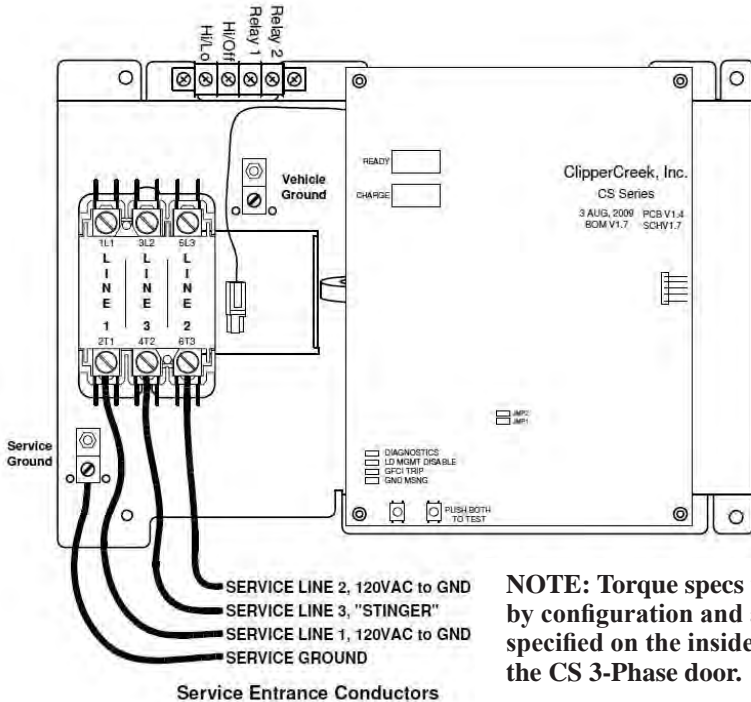 Hi/Lo
Hi/Off
Relay 1
Relay 2
Vehicle
Ground
READY
CHARGE
ClipperCreek, Inc.
CS Series
3 AUG, 2009 PCB V1.4
BOM V1.7 SCHV1.7
1L1 3L2 5L3
LINE 1
LINE 3
LINE 2
2T1 4T2 6T3
JMP2
JMP1
Service
Ground
DIAGNOSTICS
LD MGMT DISABLE
GFCI TRIP
GND MSNG
PUSH BOTH
TO TEST
SERVICE LINE 2, 120VAC to GND
SERVICE LINE 3, "STINGER"
SERVICE LINE 1, 120VAC to GND
SERVICE GROUND
Service Entrance Conductors
NOTE: Torque specs
by configuration and
specified on the inside
the CS 3-Phase door.